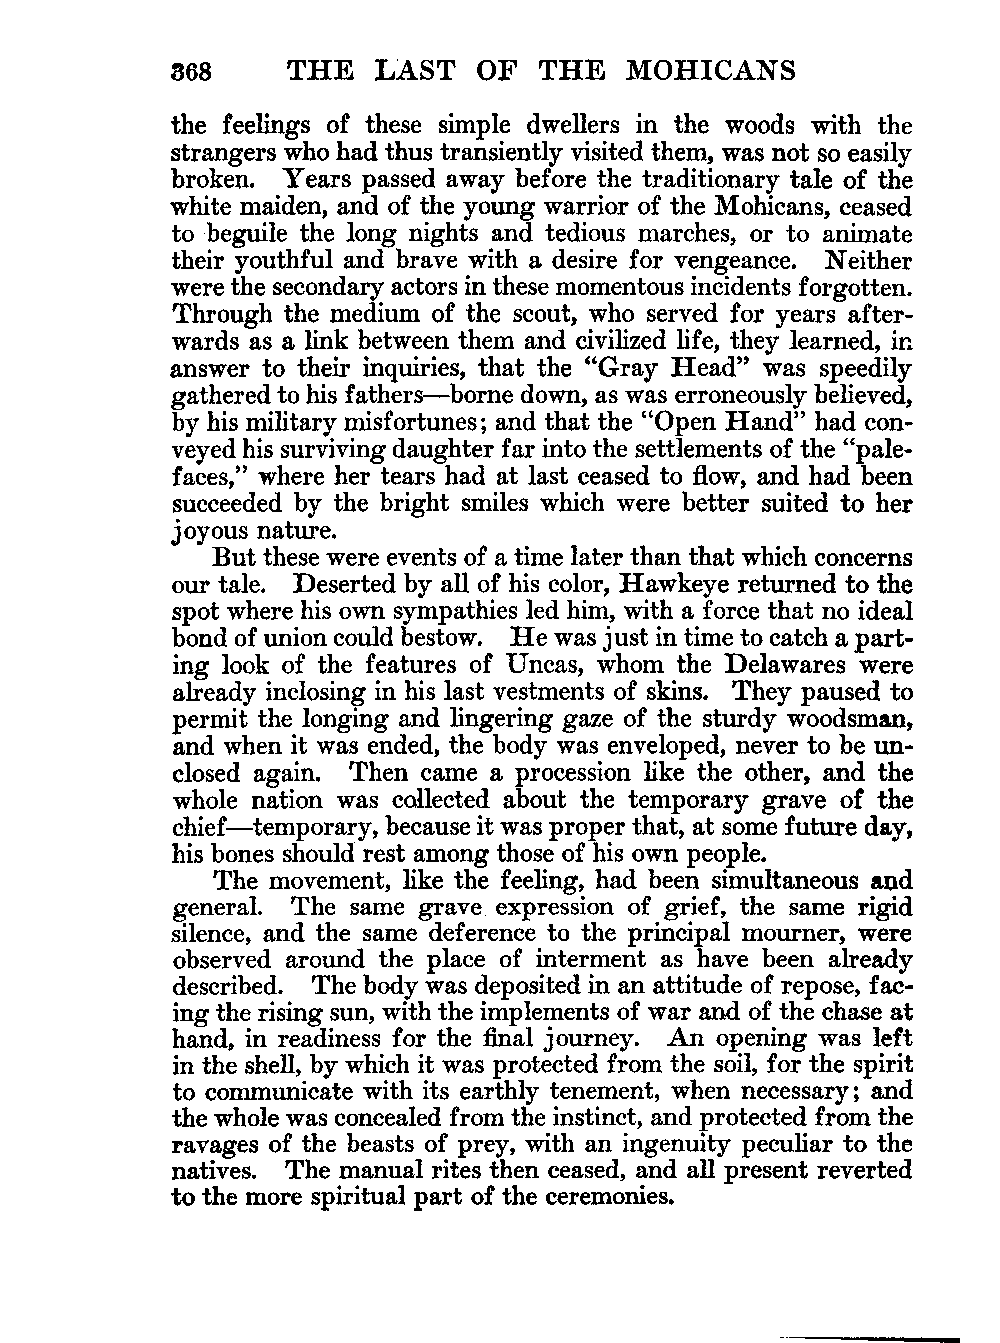 368 THE LAST OF THE MOHICANS
the feelings of these simple dwellers in the woods with the
strangers who had thus transiently visited them, was not so easily
broken. Years passed away before the traditionary tale of the
white maiden, and of the young warrior of the Mohicans, ceased
to beguile the long nights and tedious marches, or to animate
their youthful and brave with a desire for vengeance. Neither
were the secondary actors in these momentous incidents forgotten.
Through the medium of the scout, who served for years after-
wards as a link between them and civilized life, they learned, in
answer to their inquiries, that the “Gray Head” was speedily
gathered to his fathers—borne down, as was erroneously believed,
by his military misfortunes; and that the “Open Hand” had con-
veyed his surviving daughter far into the settlements of the “pale-
faces,” where her tears had at last ceased to flow, and had been
succeeded by the bright smiles which were better suited to her
joyous nature.
But these were events of a time later than that which concerns
our tale. Deserted by all of his color, Hawkeye returned to the
spot where his own sympathies led him, with a force that no ideal
bond of union could bestow. He was just in time to catch a part-
ing look of the features of Uncas, whom the Delawares were
already inclosing in his last vestments of skins. They paused to
permit the longing and lingering gaze of the sturdy woodsman,
and when it was ended, the body was enveloped, never to be un-
closed again. Then came a procession like the other, and the
whole nation was collected about the temporary grave of the
chief—temporary, because it was proper that, at some future day,
his bones should rest among those of his own people.
The movement, like the feeling, had been simultaneous and
general. The same grave expression of grief, the same rigid
silence, and the same deference to the principal mourner, were
observed around the place of interment as have been already
described. The body was deposited in an attitude of repose, fac-
ing the rising sun, with the implements of war and of the chase at
hand, in readiness for the final journey. An opening was left
in the shell, by which it was protected from the soil, for the spirit
to communicate with its earthly tenement, when necessary; and
the whole was concealed from the instinct, and protected from the
ravages of the beasts of prey, with an ingenuity peculiar to the
natives. The manual rites then ceased, and all present reverted
to the more spiritual part of the ceremonies.